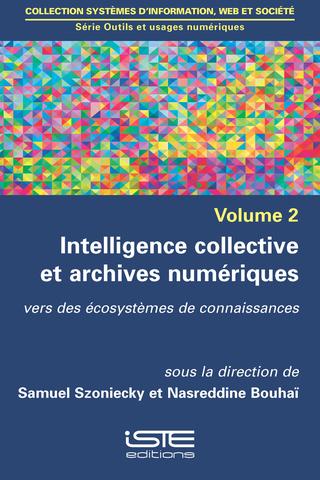 COLLECTION SYSTÈMES D'INFORMATION, WEB ET SOCIÉTÉ
Série Outils et usages numériques
Volume 2
Intelligence collective
et archives numériques
vers des écosystèmes de connaissances
sous la direction de
Samuel Szoniecky et Nasreddine Bouhaï
iSTE
editions